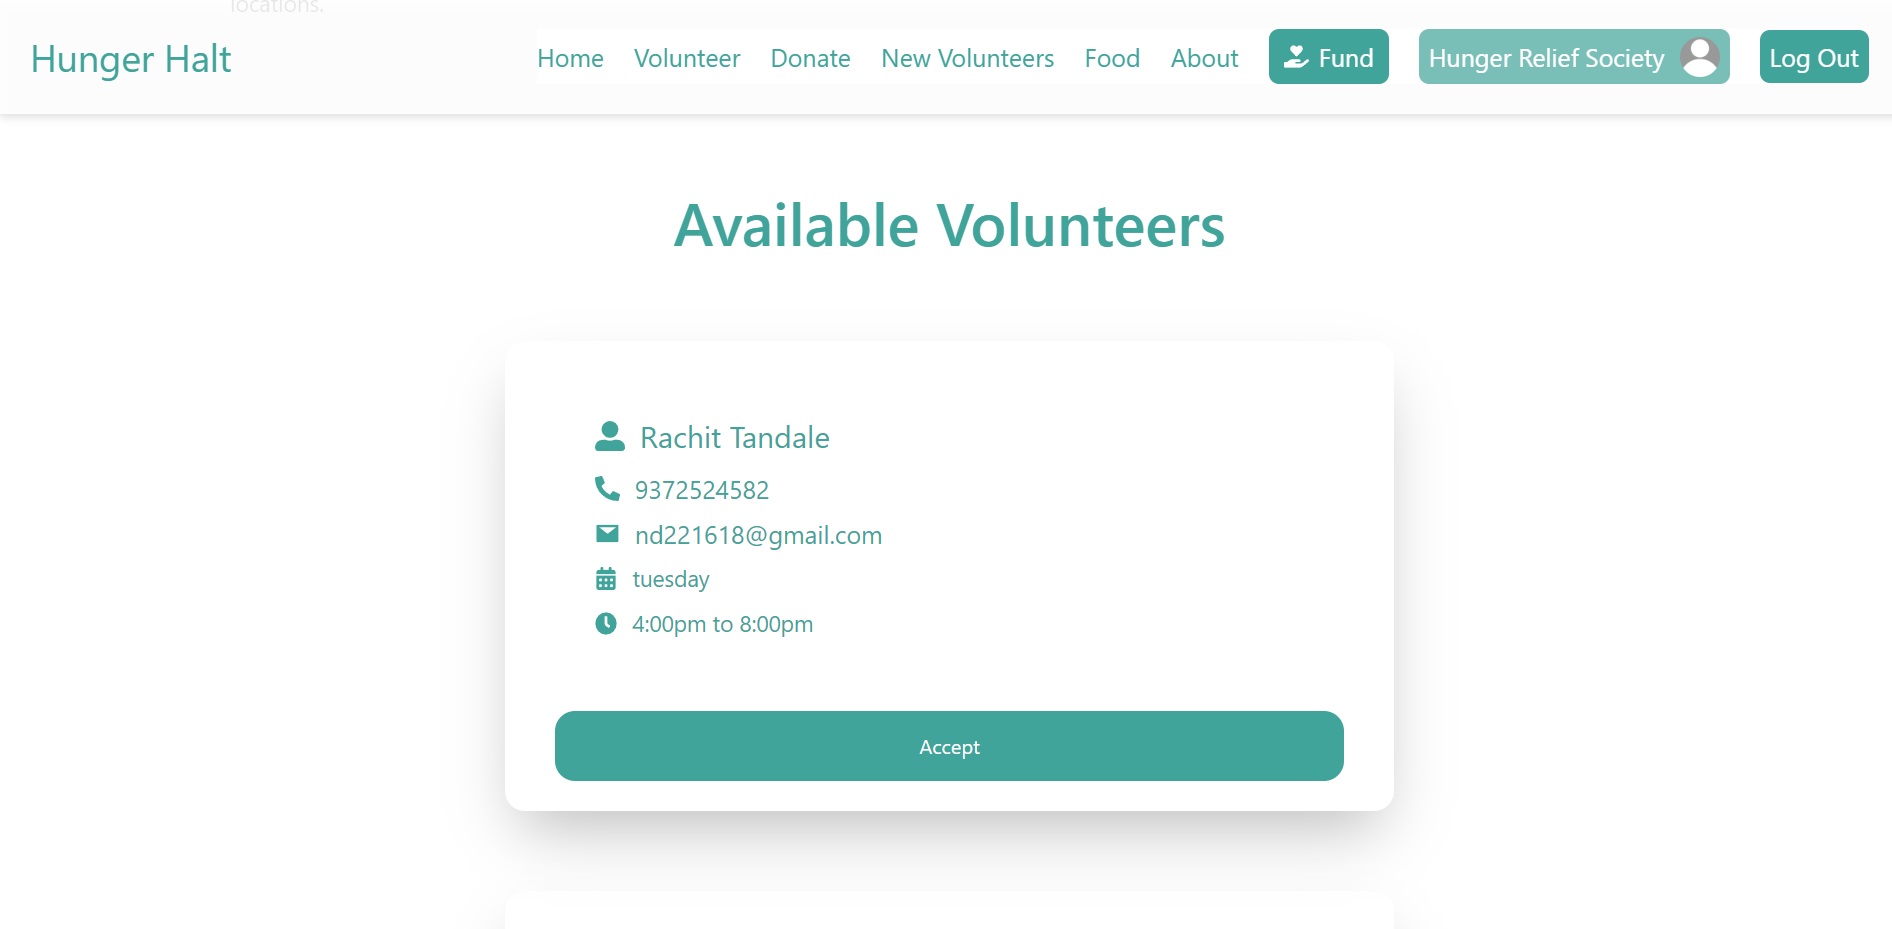 locations.
Hunger Halt Home Volunteer Donate New Volunteers Food About Fund Hunger Relief Society Log Out
Available Volunteers
Rachit Tandale
9372524582
nd221618@gmail.com
tuesday
4:00pm to 8:00pm
Accept